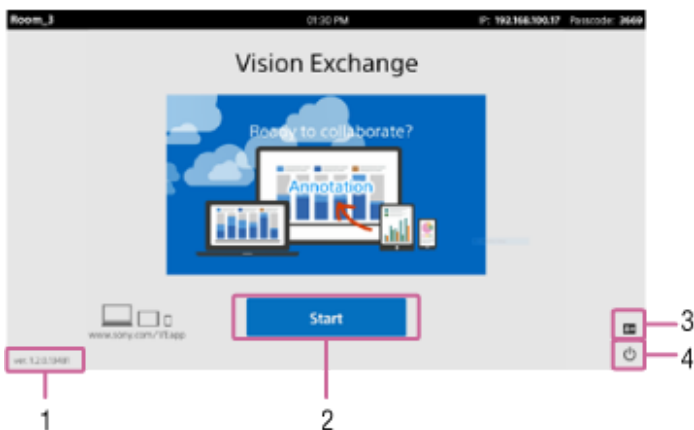 Room_3 01:30 PM IP: 192.168.100.17 Passcode: 3669
Vision Exchange
Ready to collaborate?
Annotation
Start
www.sony.com/VEapp
3
4
1
2